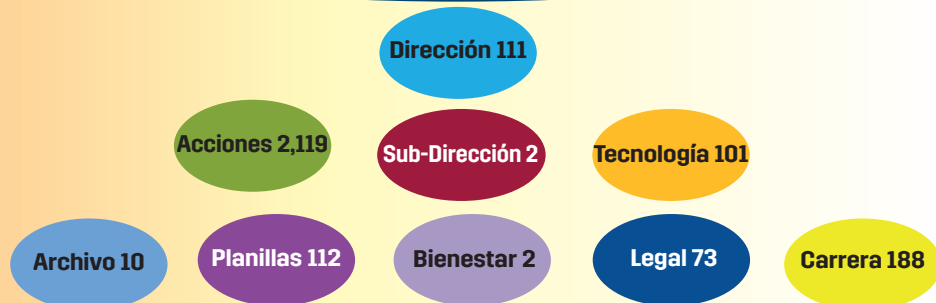 Dirección 111
Acciones 2,119
Sub-Dirección 2
Tecnología 101
Archivo 10
Planillas 112
Bienestar 2
Legal 73
Carrera 188